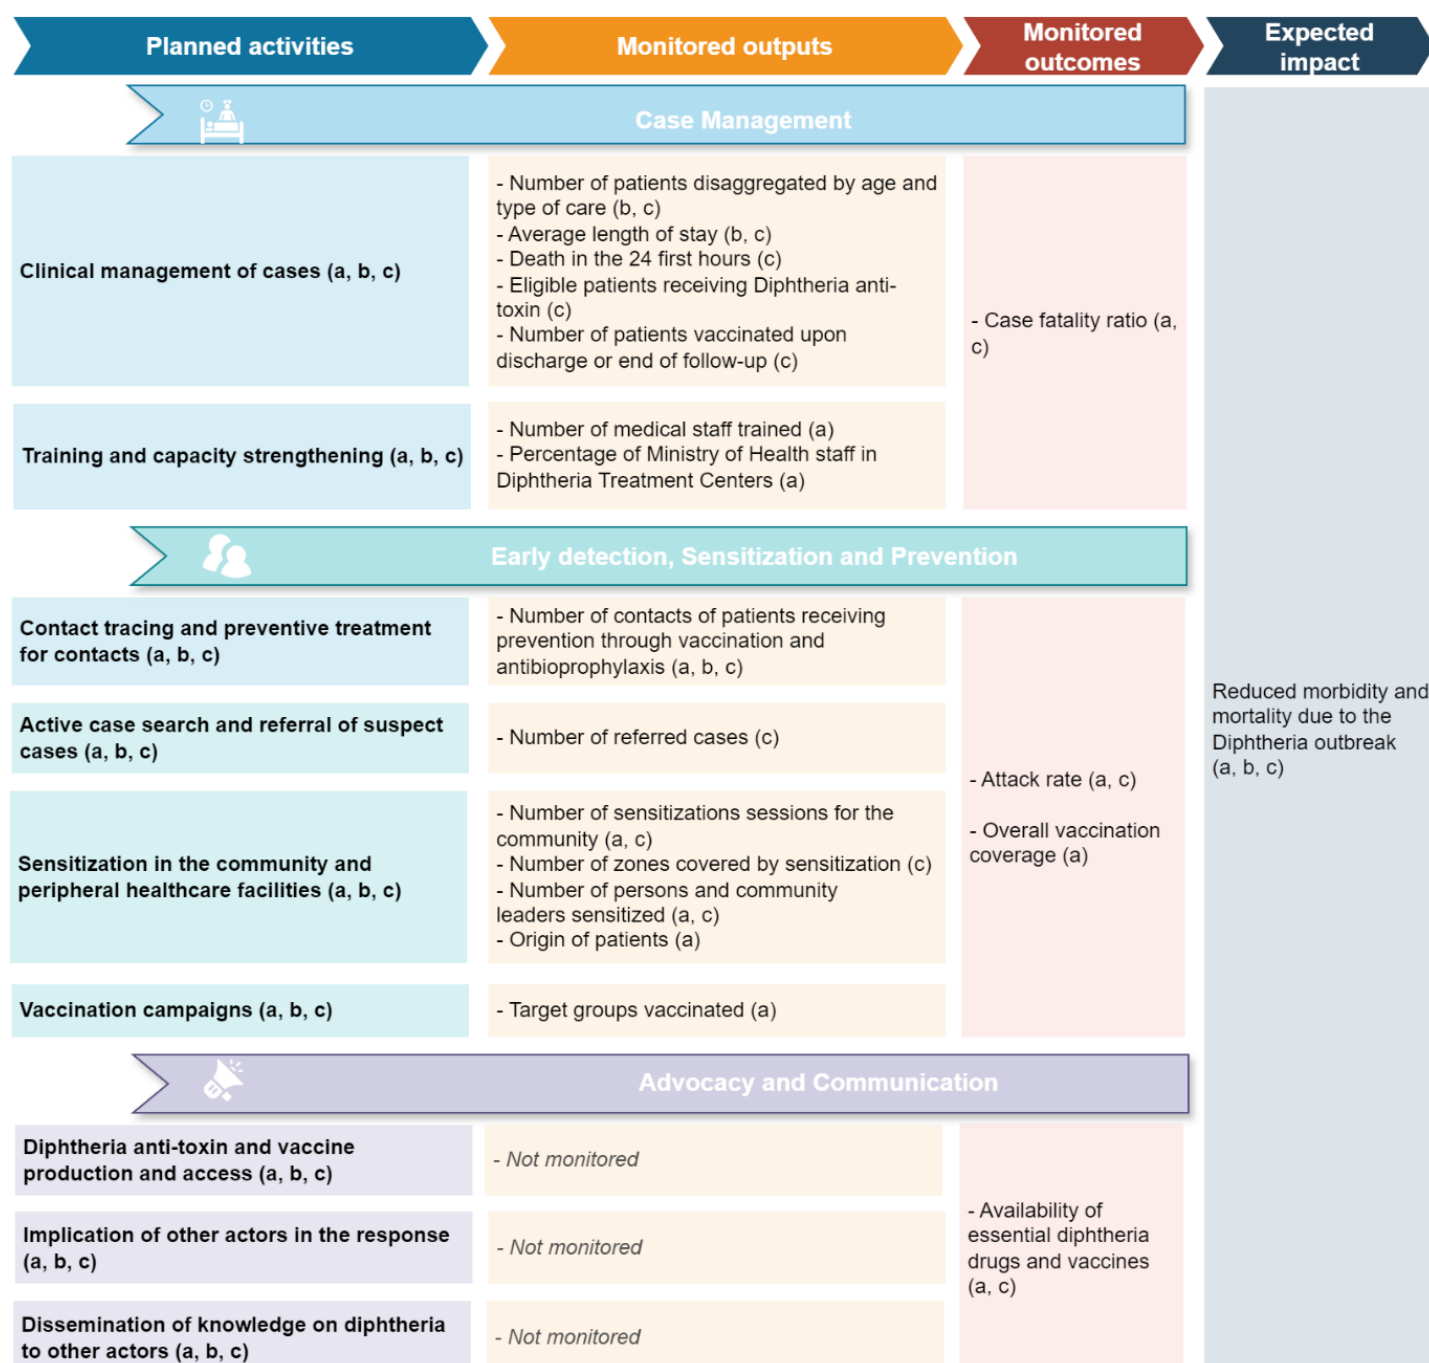 Planned activities
Monitored outputs
Monitored
outcomes
Expected
impact
Case Management
Clinical management of cases (a, b, c)
- Number of patients disaggregated by age and
type of care (b, c)
- Average length of stay (b, c)
- Death in the 24 first hours (c)
- Eligible patients receiving Diphtheria anti-
toxin (c)
- Number of patients vaccinated upon
discharge or end of follow-up (c)
- Case fatality ratio (a,
c)
Training and capacity strengthening (a, b, c)
- Number of medical staff trained (a)
- Percentage of Ministry of Health staff in
Diphtheria Treatment Centers (a)
Early detection, Sensitization and Prevention
Contact tracing and preventive treatment
for contacts (a, b, c)
- Number of contacts of patients receiving
prevention through vaccination and
antibioprophylaxis (a, b, c)
Active case search and referral of suspect
cases (a, b, c)
- Number of referred cases (c)
Sensitization in the community and
peripheral healthcare facilities (a, b, c)
- Number of sensitizations sessions for the
community (a, c)
- Number of zones covered by sensitization (c)
- Number of persons and community
leaders sensitized (a, c)
- Origin of patients (a)
Vaccination campaigns (a, b, c)
- Target groups vaccinated (a)
- Attack rate (a, c)
- Overall vaccination
coverage (a)
Reduced morbidity and
mortality due to the
Diphtheria outbreak
(a, b, c)
Advocacy and Communication
Diphtheria anti-toxin and vaccine
production and access (a, b, c)
- Not monitored
Implication of other actors in the response
(a, b, c)
- Not monitored
Dissemination of knowledge on diphtheria
to other actors (a, b, c)
- Not monitored
- Availability of
essential diphtheria
drugs and vaccines
(a, c)